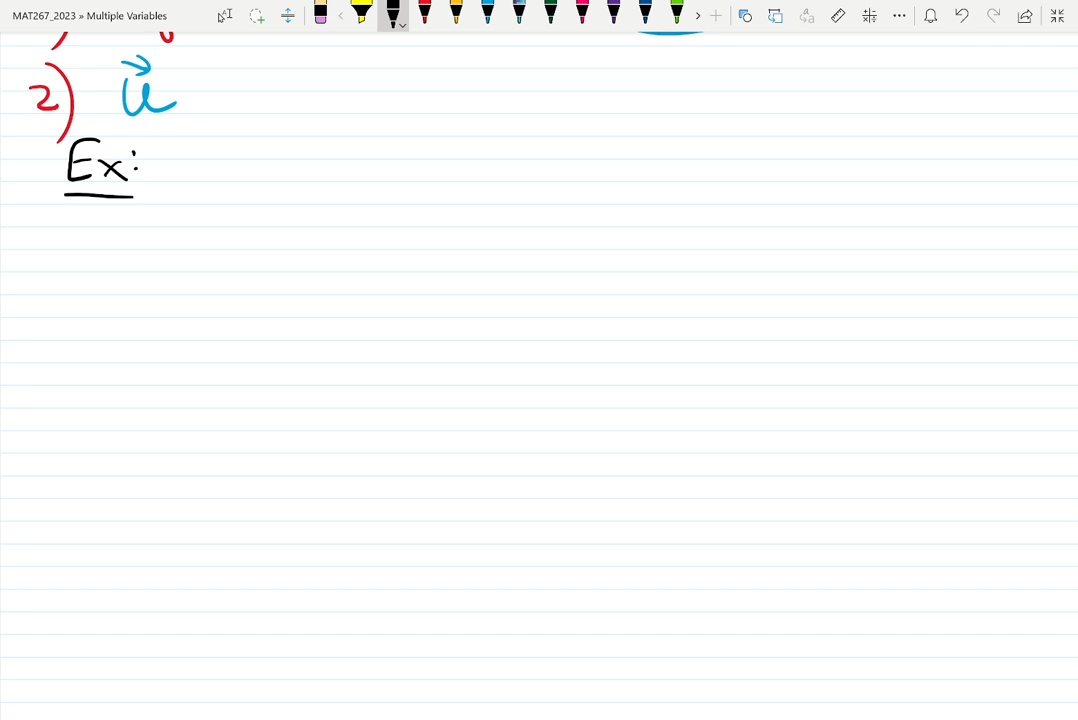 MAT267_2023 » Multiple Variables
2) u⃗
Ex: